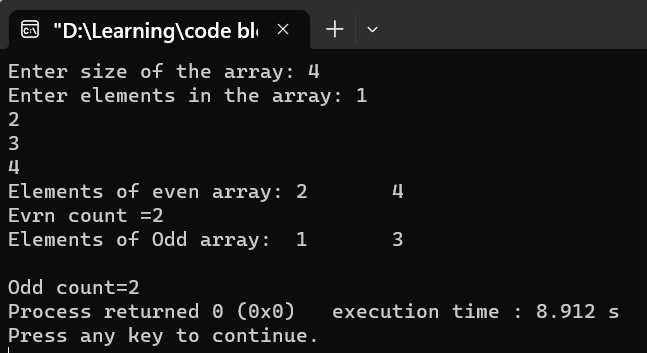 "D:\Learning\code bl
Enter size of the array: 4
Enter elements in the array: 1
2
3
4
Elements of even array: 2       4
Evrn count =2
Elements of Odd array:  1       3
Odd count=2
Process returned 0 (0x0)   execution time : 8.912 s
Press any key to continue.